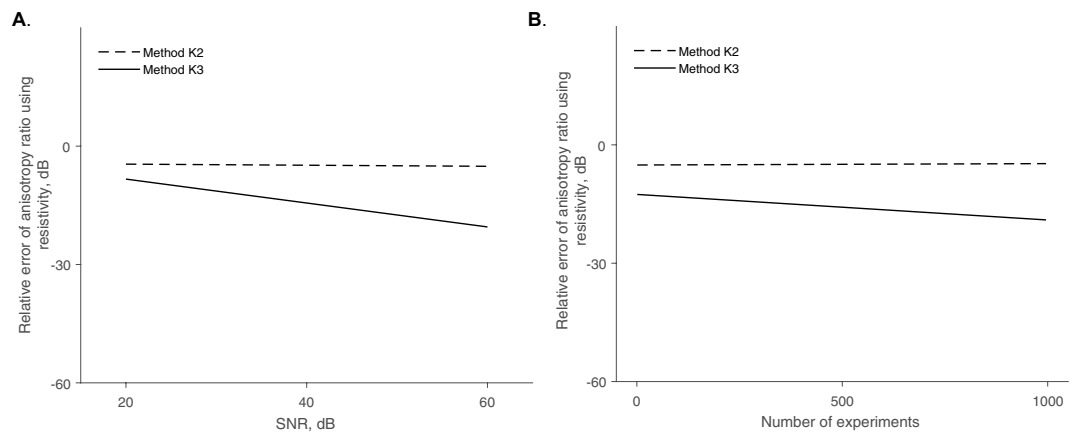 A.
Method K2
Method K3
Relative error of anisotropy ratio using
resistivity, dB
0
-30
-60
20
40
60
SNR, dB
B.
Method K2
Method K3
Relative error of anisotropy ratio using
resistivity, dB
0
-30
-60
0
500
1000
Number of experiments